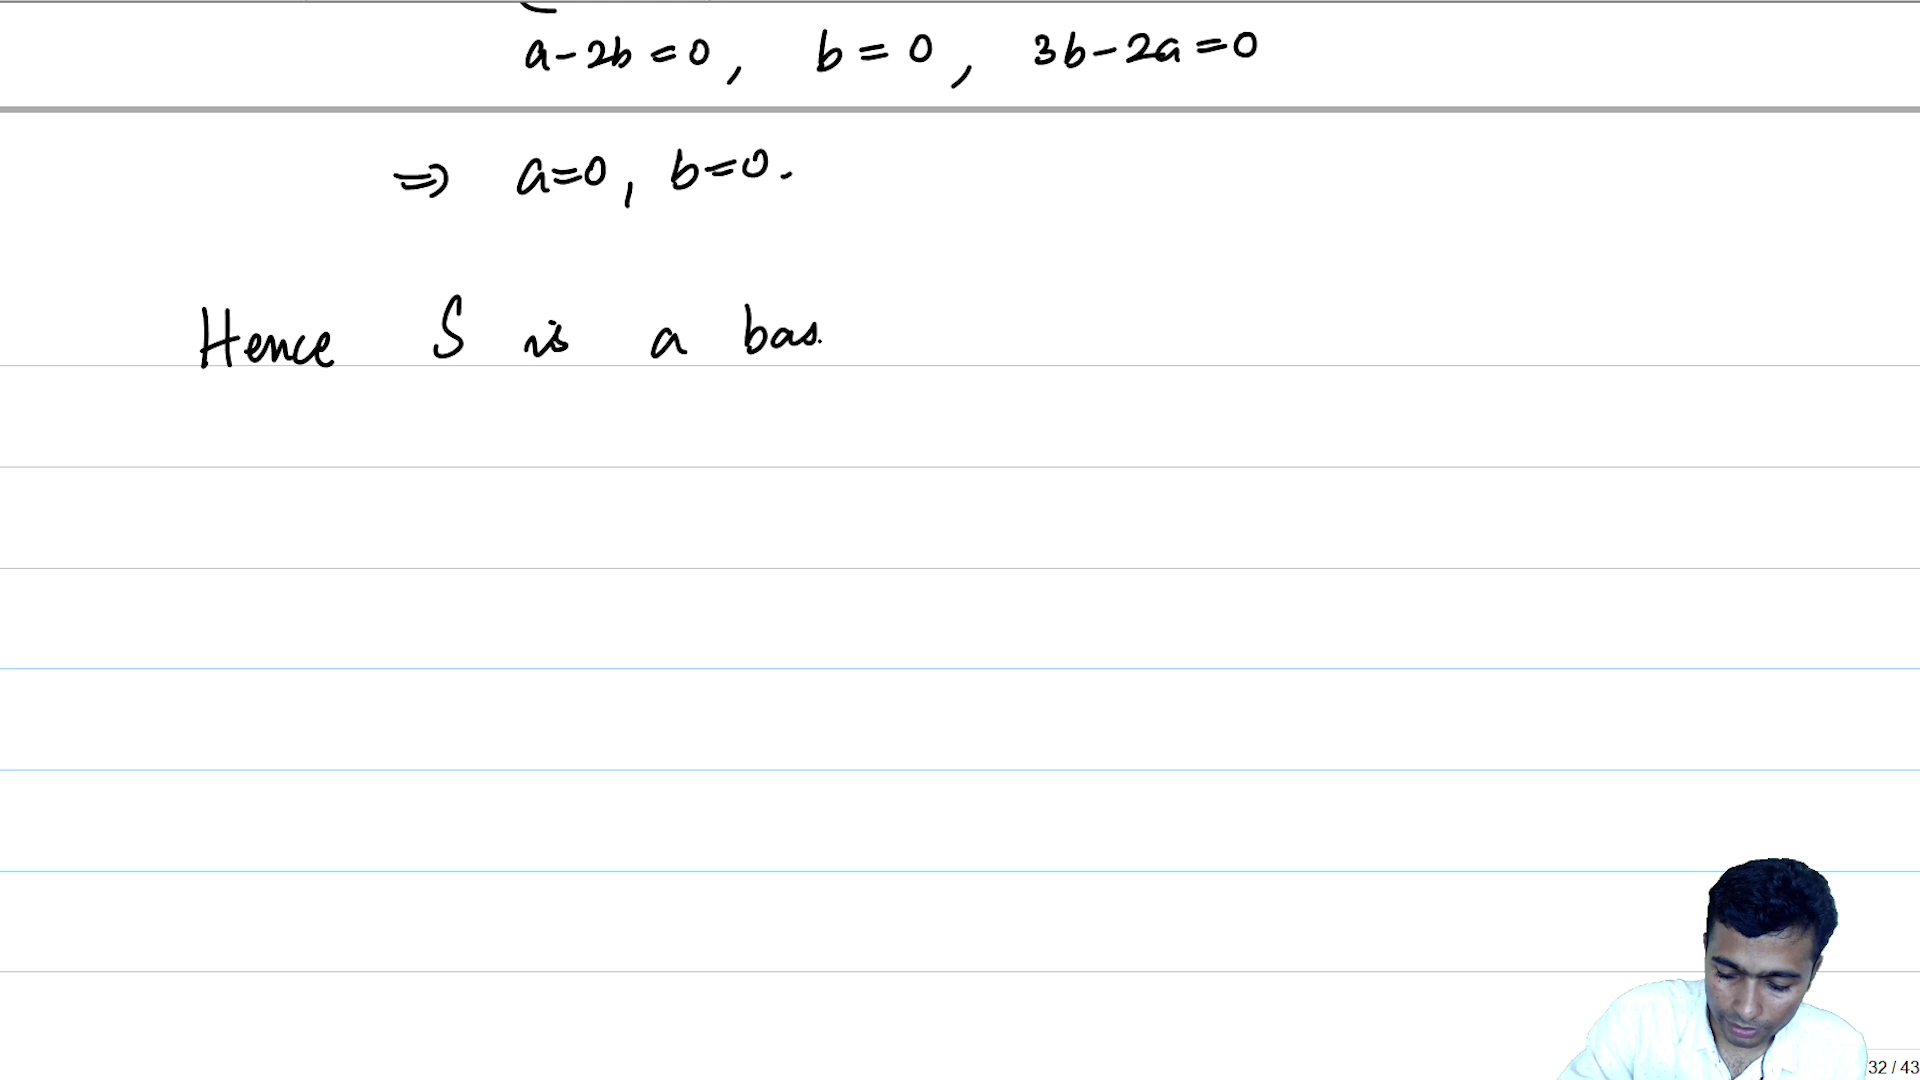 a-2b=0, b=0, 3b-2a=0
⇒ a=0, b=0.
Hence S is a bas
32 / 43